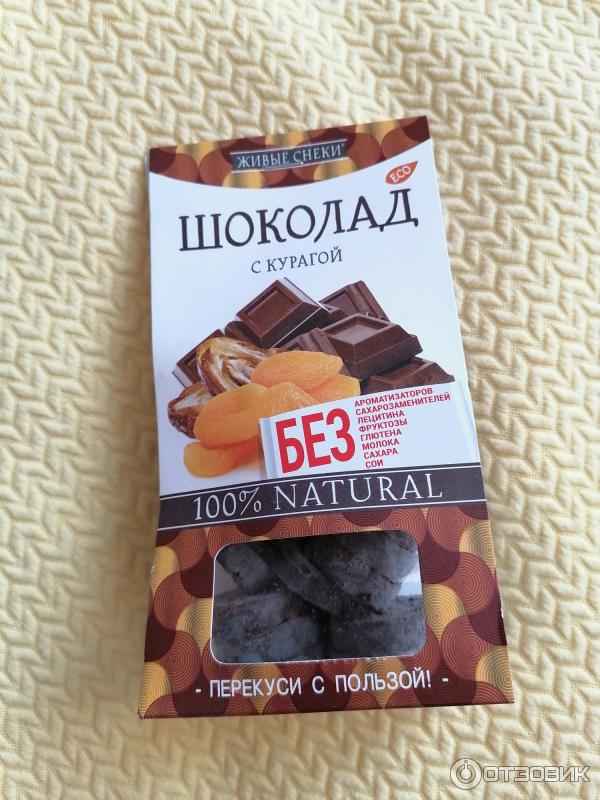 ЖИВЫЕ СНЕКИ
ECO
ШОКОЛАД
С КУРАГОЙ
БЕЗ
АРОМАТИЗАТОРОВ
САХАРОЗАМЕНИТЕЛЕЙ
ЛЕЦИТИНА
ФРУКТОЗЫ
ГЛЮТЕНА
МОЛОКА
САХАРА
СОИ
100% NATURAL
- ПЕРЕКУСИ С ПОЛЬЗОЙ! -
ОТЗОВИК